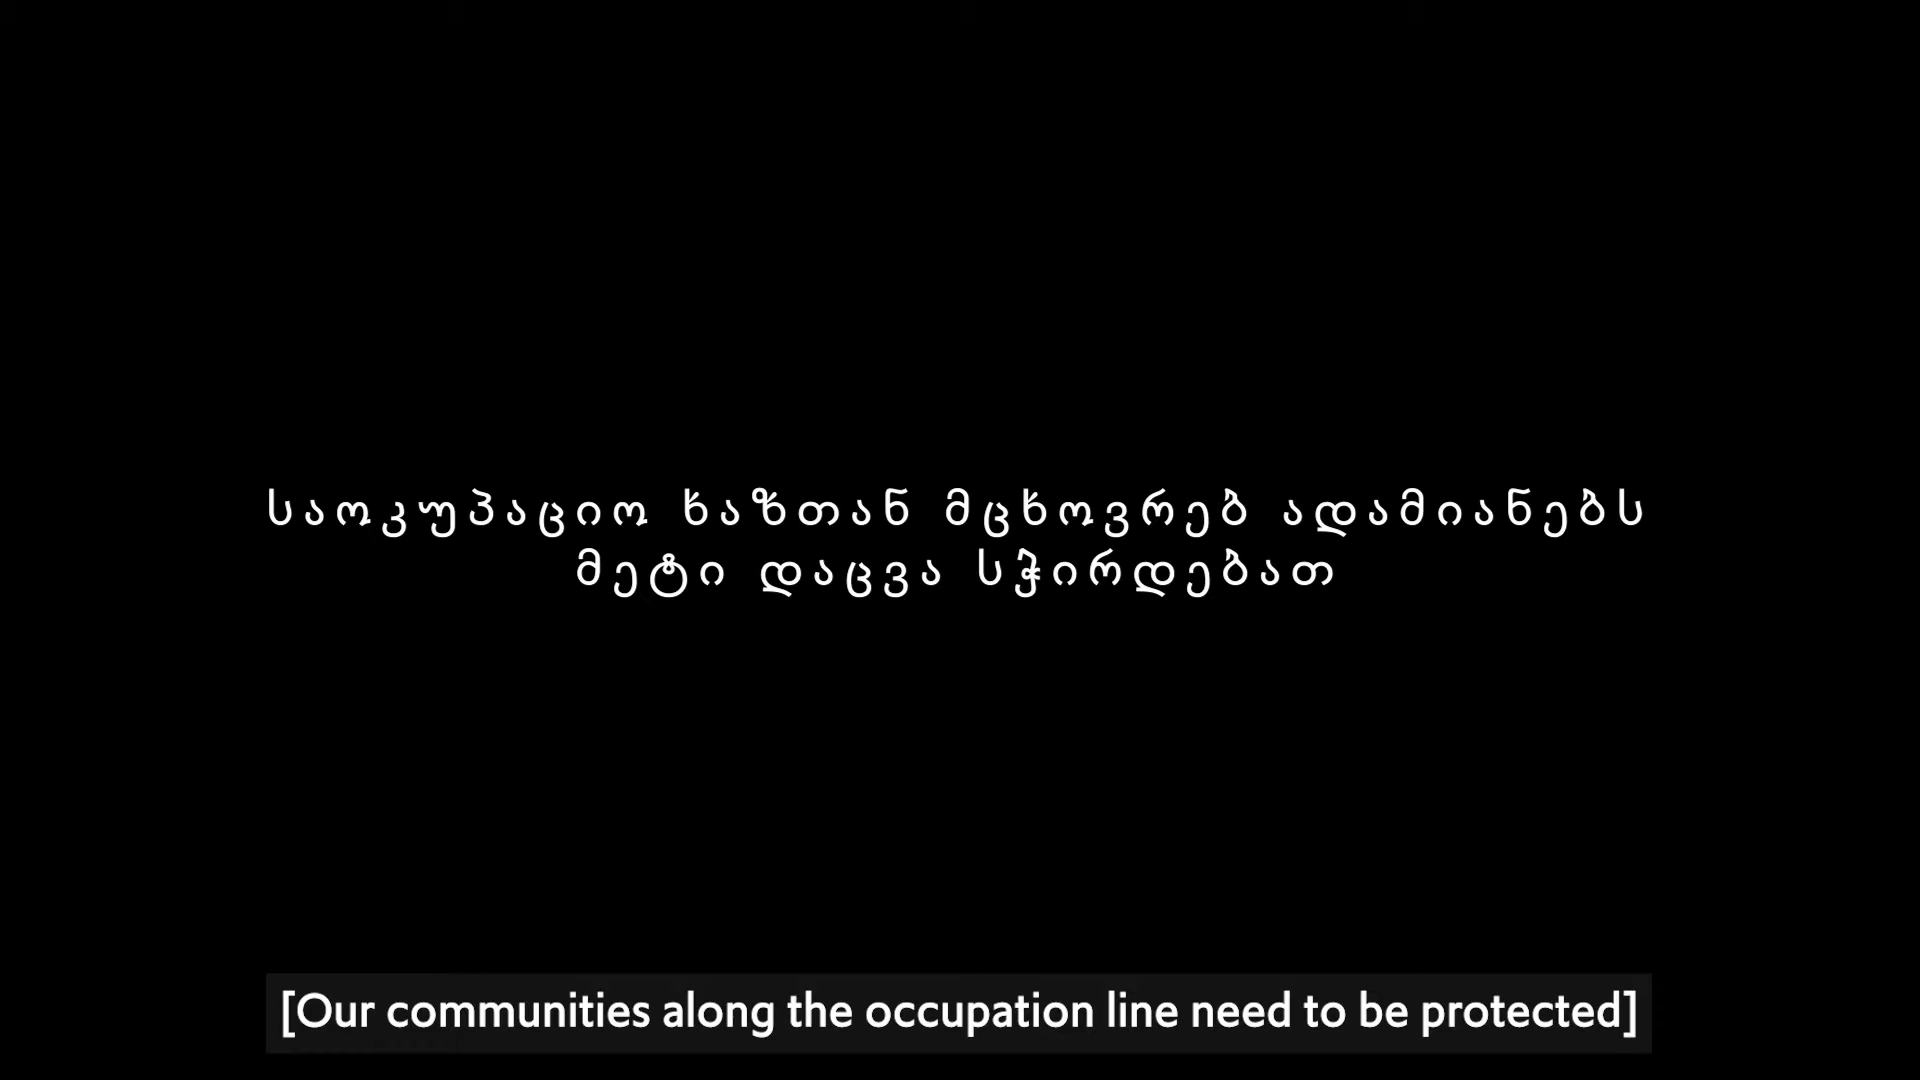 საოკუპაციო ხაზთან მცხოვრებ ადამიანებს
მეტი დაცვა სჭირდებათ
[Our communities along the occupation line need to be protected]